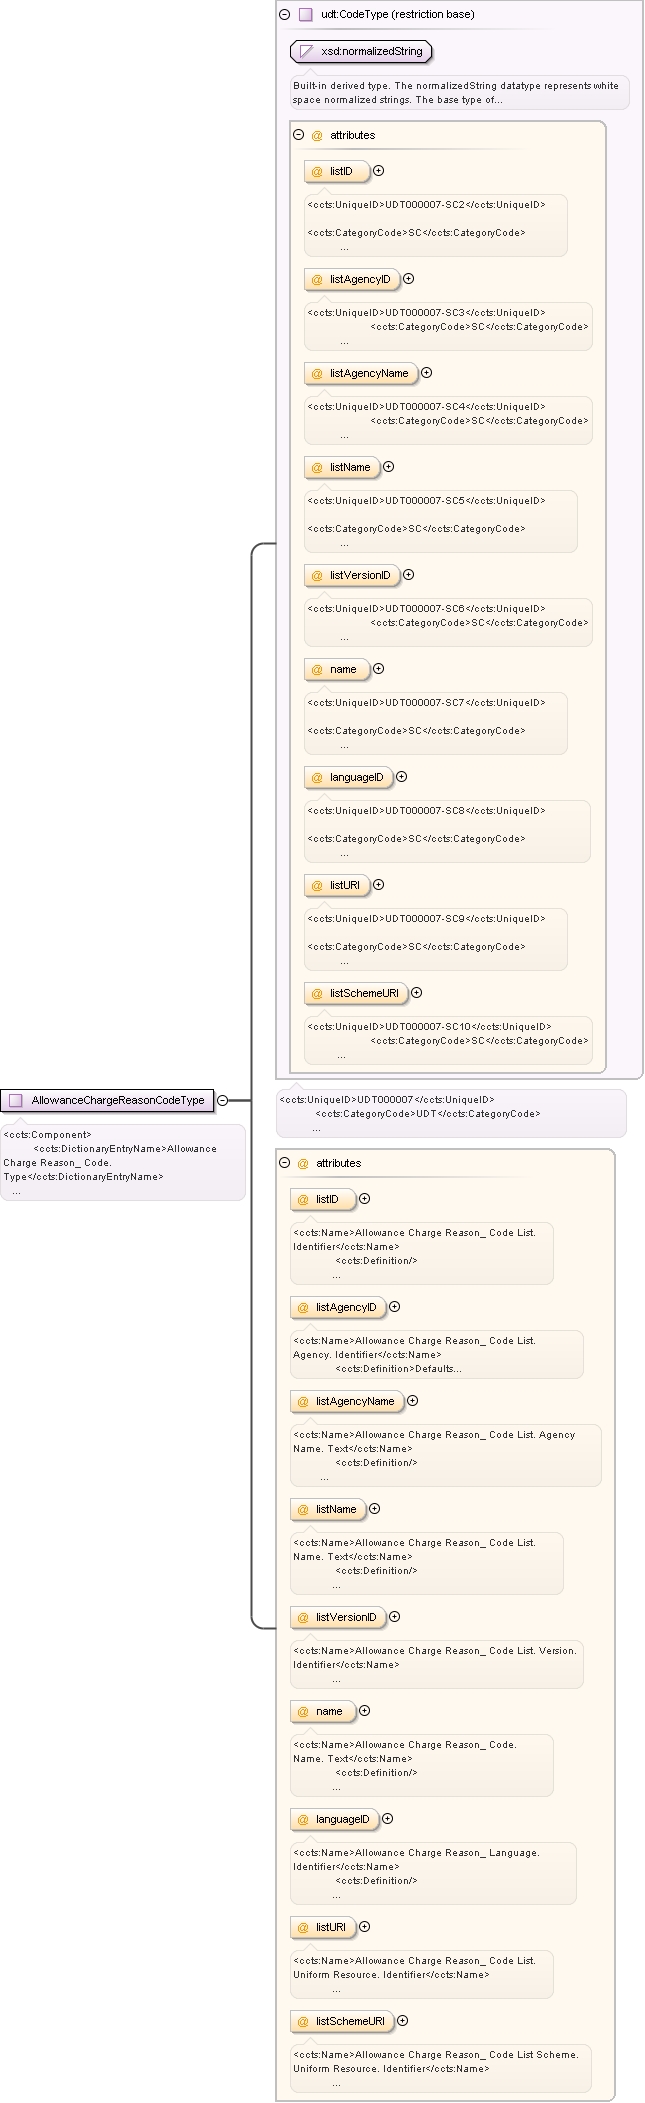 udt:CodeType (restriction base)
xsd:normalizedString
Built-in derived type. The normalizedString datatype represents white
space normalized strings. The base type of...
@ attributes
@ listID
<ccts:UniqueID>UDT000007-SC2</ccts:UniqueID>
<ccts:CategoryCode>SC</ccts:CategoryCode>
...
@ listAgencyID
<ccts:UniqueID>UDT000007-SC3</ccts:UniqueID>
<ccts:CategoryCode>SC</ccts:CategoryCode>
...
@ listAgencyName
<ccts:UniqueID>UDT000007-SC4</ccts:UniqueID>
<ccts:CategoryCode>SC</ccts:CategoryCode>
...
@ listName
<ccts:UniqueID>UDT000007-SC5</ccts:UniqueID>
<ccts:CategoryCode>SC</ccts:CategoryCode>
...
@ listVersionID
<ccts:UniqueID>UDT000007-SC6</ccts:UniqueID>
<ccts:CategoryCode>SC</ccts:CategoryCode>
...
@ name
<ccts:UniqueID>UDT000007-SC7</ccts:UniqueID>
<ccts:CategoryCode>SC</ccts:CategoryCode>
...
@ languageID
<ccts:UniqueID>UDT000007-SC8</ccts:UniqueID>
<ccts:CategoryCode>SC</ccts:CategoryCode>
...
@ listURI
<ccts:UniqueID>UDT000007-SC9</ccts:UniqueID>
<ccts:CategoryCode>SC</ccts:CategoryCode>
...
@ listSchemeURI
<ccts:UniqueID>UDT000007-SC10</ccts:UniqueID>
<ccts:CategoryCode>SC</ccts:CategoryCode>
...
AllowanceChargeReasonCodeType
<ccts:Component>
<ccts:DictionaryEntryName>Allowance
Charge Reason_ Code.
Type</ccts:DictionaryEntryName>
...
<ccts:UniqueID>UDT000007</ccts:UniqueID>
<ccts:CategoryCode>UDT</ccts:CategoryCode>
...
@ attributes
@ listID
<ccts:Name>Allowance Charge Reason_ Code List.
Identifier</ccts:Name>
<ccts:Definition/>
...
@ listAgencyID
<ccts:Name>Allowance Charge Reason_ Code List.
Agency. Identifier</ccts:Name>
<ccts:Definition>Defaults...
@ listAgencyName
<ccts:Name>Allowance Charge Reason_ Code List. Agency
Name. Text</ccts:Name>
<ccts:Definition/>
...
@ listName
<ccts:Name>Allowance Charge Reason_ Code List.
Name. Text</ccts:Name>
<ccts:Definition/>
...
@ listVersionID
<ccts:Name>Allowance Charge Reason_ Code List. Version.
Identifier</ccts:Name>
...
@ name
<ccts:Name>Allowance Charge Reason_ Code.
Name. Text</ccts:Name>
<ccts:Definition/>
...
@ languageID
<ccts:Name>Allowance Charge Reason_ Language.
Identifier</ccts:Name>
<ccts:Definition/>
...
@ listURI
<ccts:Name>Allowance Charge Reason_ Code List.
Uniform Resource. Identifier</ccts:Name>
...
@ listSchemeURI
<ccts:Name>Allowance Charge Reason_ Code List Scheme.
Uniform Resource. Identifier</ccts:Name>
...